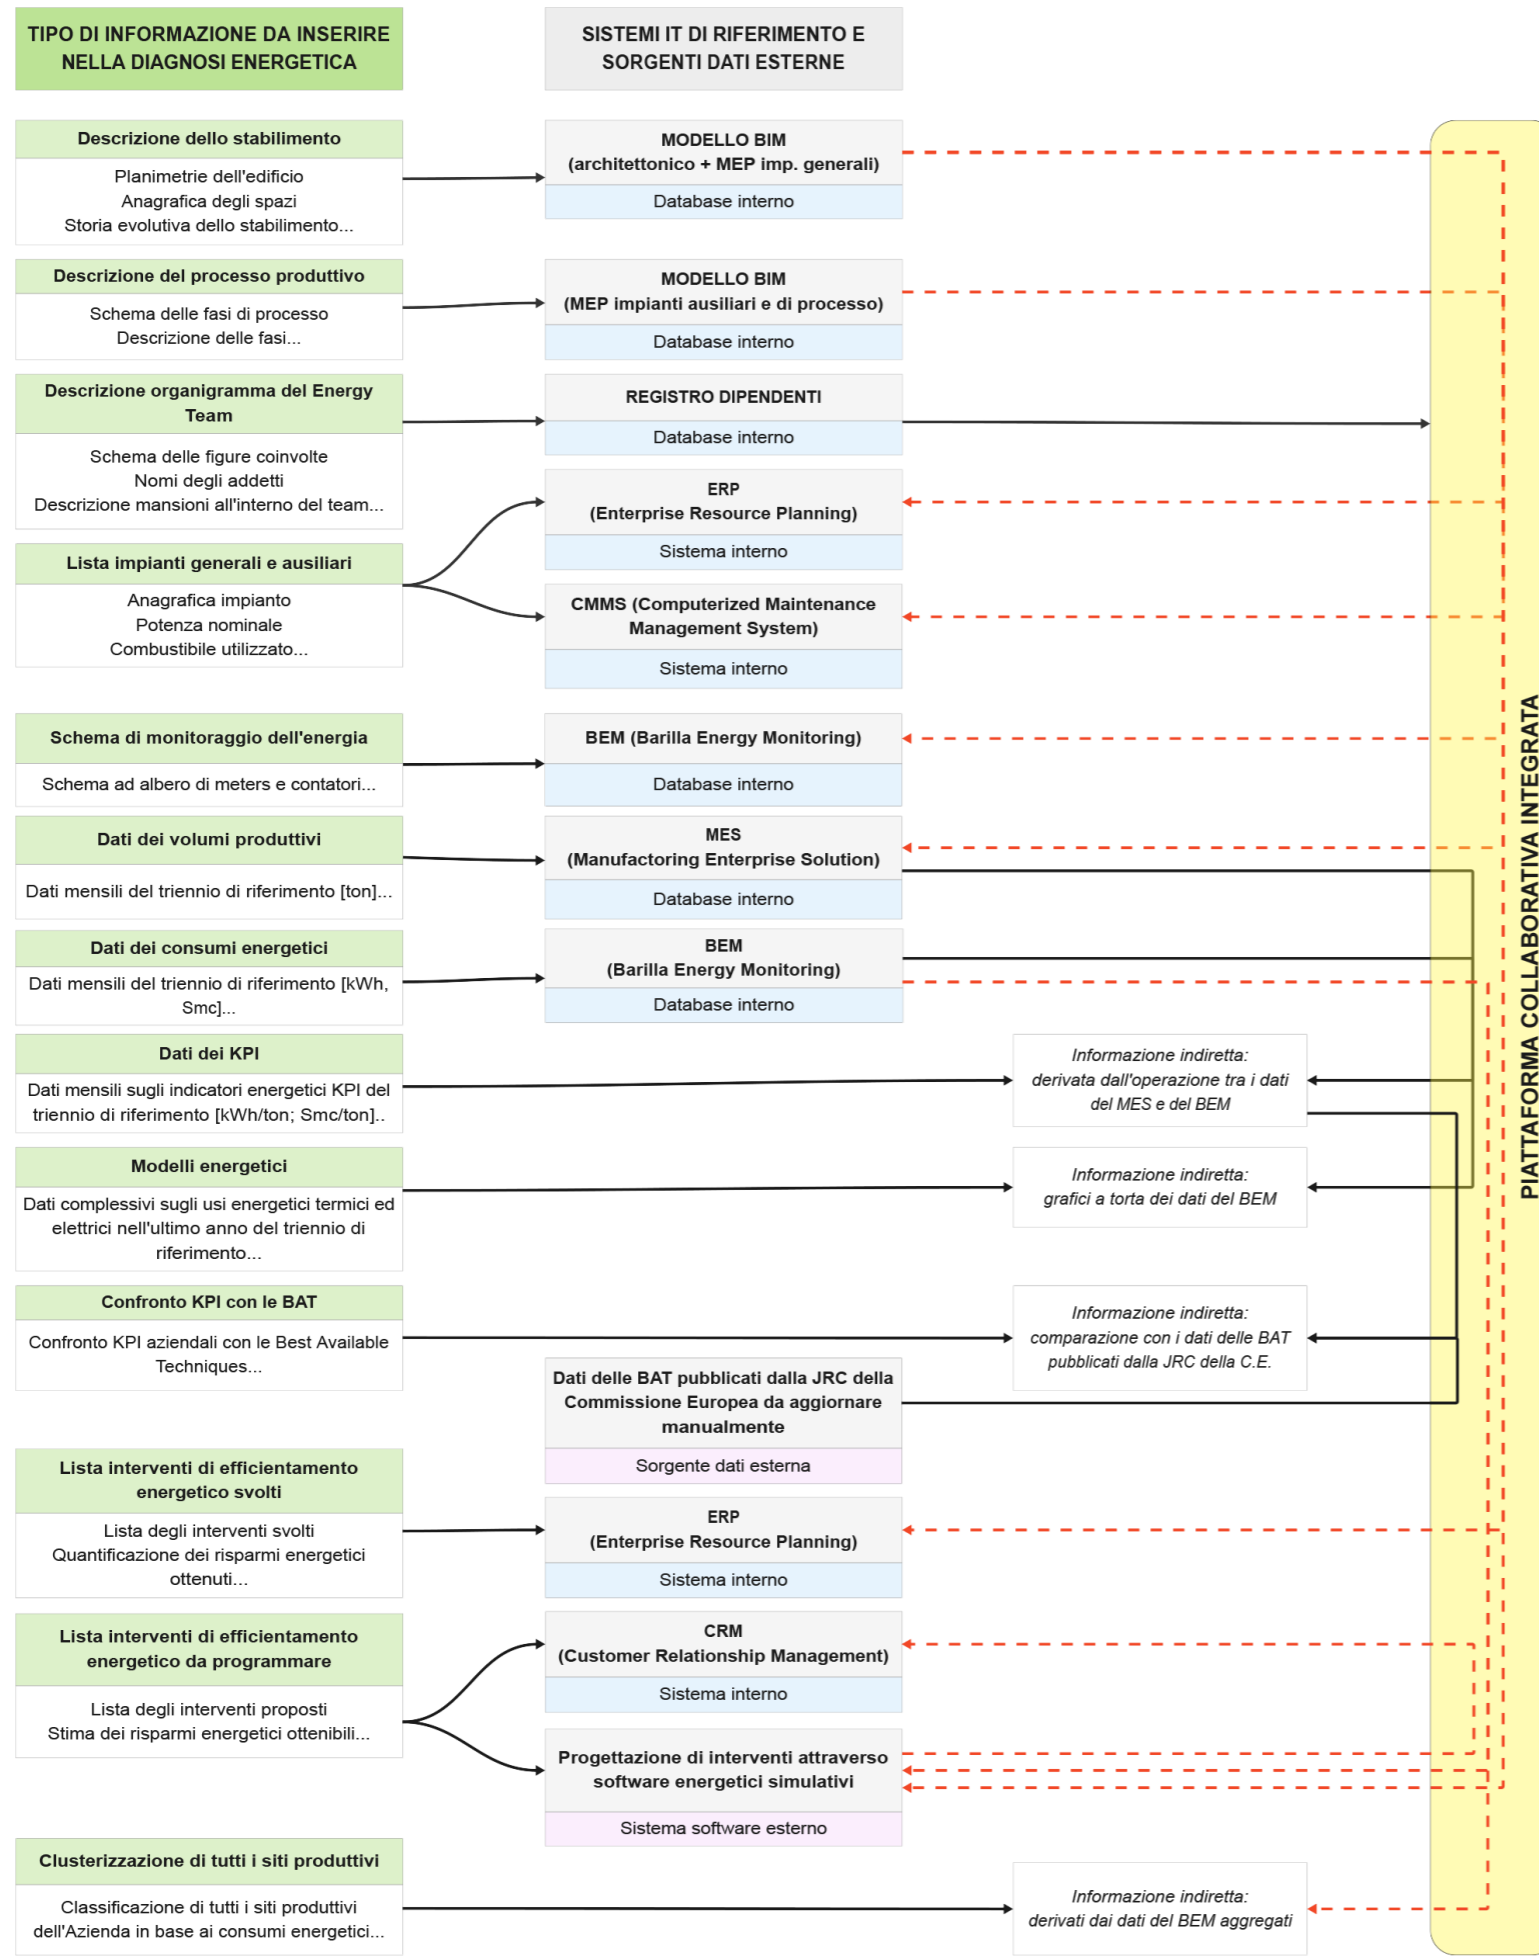 TIPO DI INFORMAZIONE DA INSERIRE
NELLA DIAGNOSI ENERGETICA
SISTEMI IT DI RIFERIMENTO E
SORGENTI DATI ESTERNE
Descrizione dello stabilimento
Planimetrie dell'edificio
Anagrafica degli spazi
Storia evolutiva dello stabilimento...
MODELLO BIM
(architettonico + MEP imp. generali)
Database interno
Descrizione del processo produttivo
Schema delle fasi di processo
Descrizione delle fasi...
MODELLO BIM
(MEP impianti ausiliari e di processo)
Database interno
Descrizione organigramma del Energy
Team
Schema delle figure coinvolte
Nomi degli addetti
Descrizione mansioni all'interno del team...
REGISTRO DIPENDENTI
Database interno
ERP
(Enterprise Resource Planning)
Sistema interno
Lista impianti generali e ausiliari
Anagrafica impianto
Potenza nominale
Combustibile utilizzato...
CMMS (Computerized Maintenance
Management System)
Sistema interno
Schema di monitoraggio dell'energia
Schema ad albero di meters e contatori...
BEM (Barilla Energy Monitoring)
Database interno
Dati dei volumi produttivi
Dati mensili del triennio di riferimento [ton]...
MES
(Manufactoring Enterprise Solution)
Database interno
Dati dei consumi energetici
Dati mensili del triennio di riferimento [kWh,
Smc]...
BEM
(Barilla Energy Monitoring)
Database interno
Dati dei KPI
Dati mensili sugli indicatori energetici KPI del
triennio di riferimento [kWh/ton; Smc/ton]..
Informazione indiretta:
derivata dall'operazione tra i dati
del MES e del BEM
Modelli energetici
Dati complessivi sugli usi energetici termici ed
elettrici nell'ultimo anno del triennio di
riferimento...
Informazione indiretta:
grafici a torta dei dati del BEM
Confronto KPI con le BAT
Confronto KPI aziendali con le Best Available
Techniques...
Informazione indiretta:
comparazione con i dati delle BAT
pubblicati dalla JRC della C.E.
Dati delle BAT pubblicati dalla JRC della
Commissione Europea da aggiornare
manualmente
Sorgente dati esterna
Lista interventi di efficientamento
energetico svolti
Lista degli interventi svolti
Quantificazione dei risparmi energetici
ottenuti...
ERP
(Enterprise Resource Planning)
Sistema interno
Lista interventi di efficientamento
energetico da programmare
Lista degli interventi proposti
Stima dei risparmi energetici ottenibili...
CRM
(Customer Relationship Management)
Sistema interno
Progettazione di interventi attraverso
software energetici simulativi
Sistema software esterno
Clusterizzazione di tutti i siti produttivi
Classificazione di tutti i siti produttivi
dell'Azienda in base ai consumi energetici...
Informazione indiretta:
derivati dai dati del BEM aggregati
PIATTAFORMA COLLABORATIVA INTEGRATA